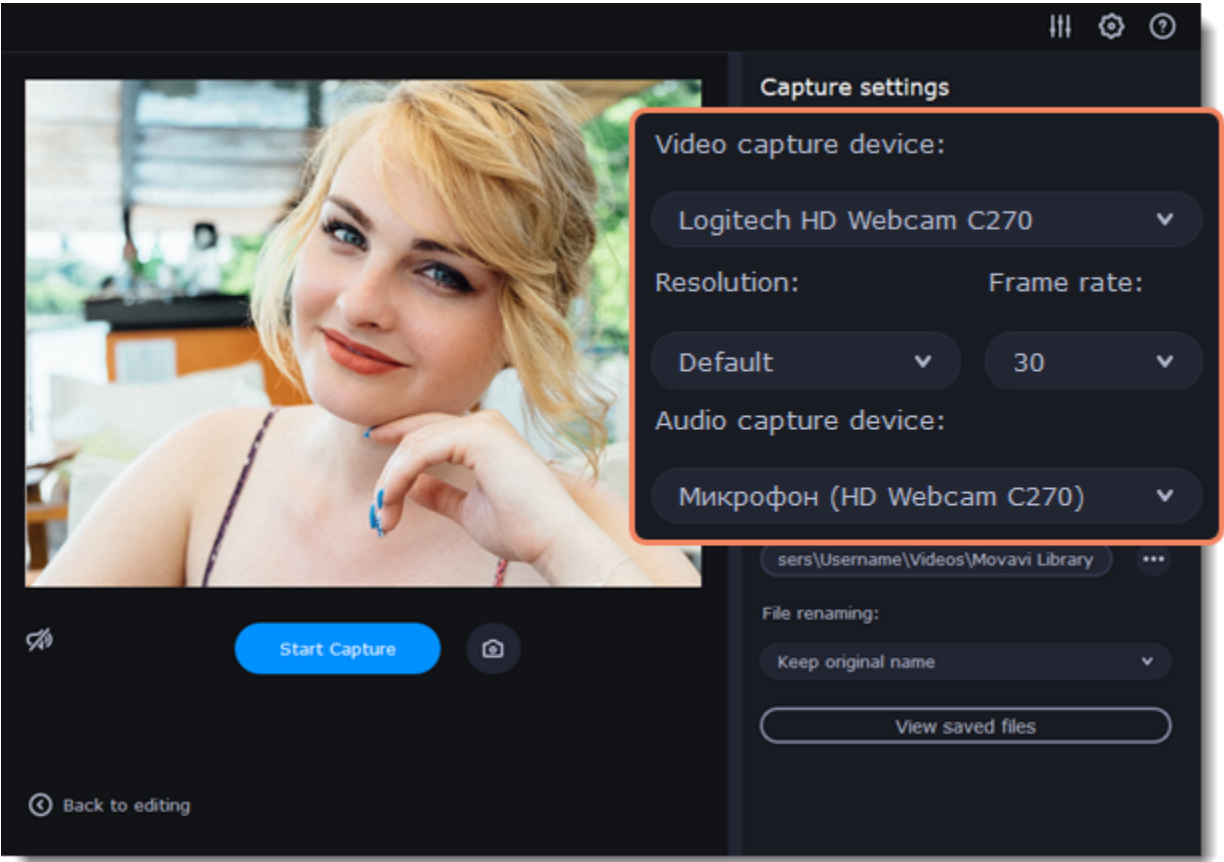 Capture settings
Video capture device:
Logitech HD Webcam C270
Resolution: Frame rate:
Default 30
Audio capture device:
Микрофон (HD Webcam C270)
sers\Username\Videos\Movavi Library
File renaming:
Start Capture
Keep original name
View saved files
Back to editing